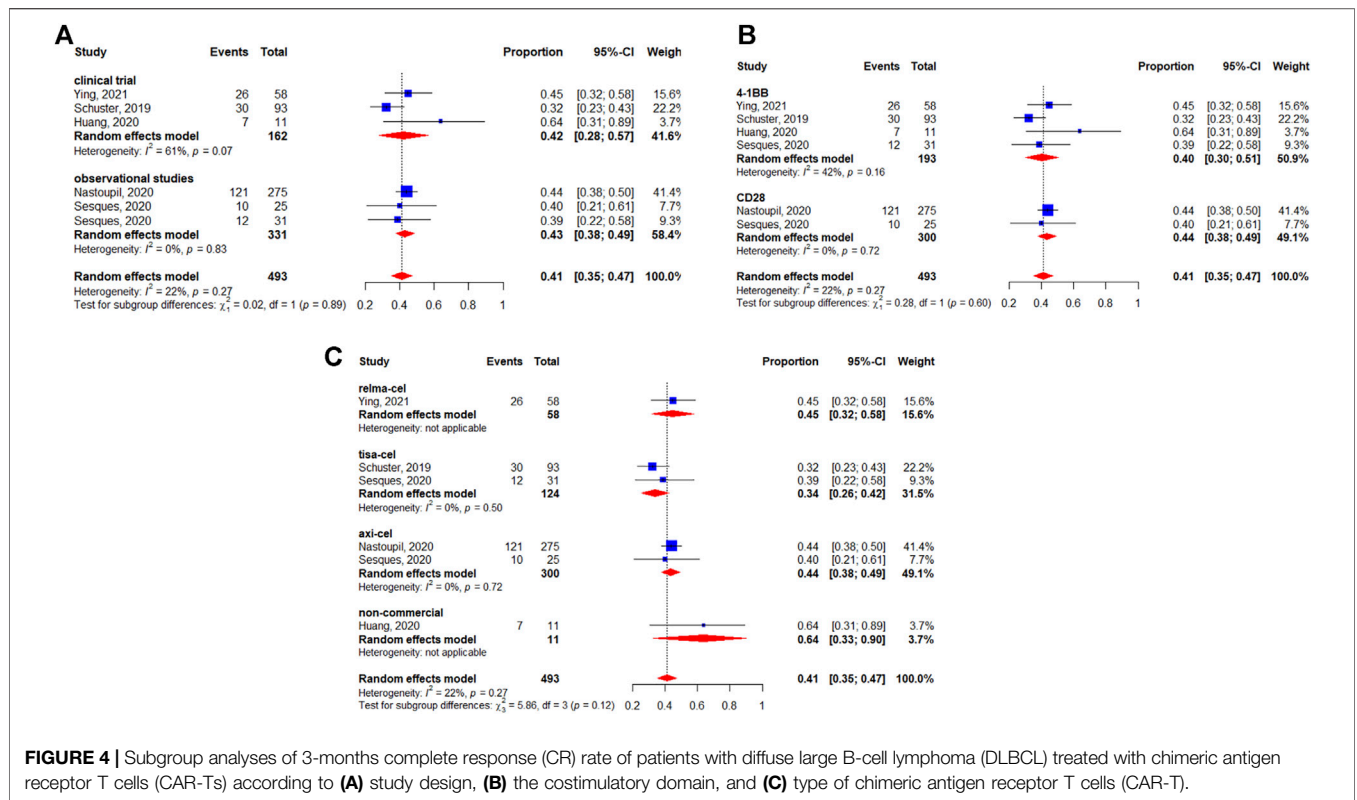 A
Study Events Total Proportion 95%-CI Weigh
clinical trial
Ying, 2021 26 58 0.45 [0.32; 0.58] 15.6%
Schuster, 2019 30 93 0.32 [0.23; 0.43] 22.2%
Huang, 2020 7 11 0.64 [0.31; 0.89] 3.7%
Random effects model 162 0.42 [0.28; 0.57] 41.6%
Heterogeneity: I² = 61%, p = 0.07
observational studies
Nastoupil, 2020 121 275 0.44 [0.38; 0.50] 41.4%
Sesques, 2020 10 25 0.40 [0.21; 0.61] 7.7%
Sesques, 2020 12 31 0.39 [0.22; 0.58] 9.3%
Random effects model 331 0.43 [0.38; 0.49] 58.4%
Heterogeneity: I² = 0%, p = 0.83
Random effects model 493 0.41 [0.35; 0.47] 100.0%
Heterogeneity: I² = 22%, p = 0.27
Test for subgroup differences: χ²₁ = 0.02, df = 1 (p = 0.89)
0.2 0.4 0.6 0.8 1
B
Study Events Total Proportion 95%-CI Weight
4-1BB
Ying, 2021 26 58 0.45 [0.32; 0.58] 15.6%
Schuster, 2019 30 93 0.32 [0.23; 0.43] 22.2%
Huang, 2020 7 11 0.64 [0.31; 0.89] 3.7%
Sesques, 2020 12 31 0.39 [0.22; 0.58] 9.3%
Random effects model 193 0.40 [0.30; 0.51] 50.9%
Heterogeneity: I² = 42%, p = 0.16
CD28
Nastoupil, 2020 121 275 0.44 [0.38; 0.50] 41.4%
Sesques, 2020 10 25 0.40 [0.21; 0.61] 7.7%
Random effects model 300 0.44 [0.38; 0.49] 49.1%
Heterogeneity: I² = 0%, p = 0.72
Random effects model 493 0.41 [0.35; 0.47] 100.0%
Heterogeneity: I² = 22%, p = 0.27
Test for subgroup differences: χ²₁ = 0.28, df = 1 (p = 0.60)
0.2 0.4 0.6 0.8 1
C
Study Events Total Proportion 95%-CI Weight
relma-cel
Ying, 2021 26 58 0.45 [0.32; 0.58] 15.6%
Random effects model 58 0.45 [0.32; 0.58] 15.6%
Heterogeneity: not applicable
tisa-cel
Schuster, 2019 30 93 0.32 [0.23; 0.43] 22.2%
Sesques, 2020 12 31 0.39 [0.22; 0.58] 9.3%
Random effects model 124 0.34 [0.26; 0.42] 31.5%
Heterogeneity: I² = 0%, p = 0.50
axi-cel
Nastoupil, 2020 121 275 0.44 [0.38; 0.50] 41.4%
Sesques, 2020 10 25 0.40 [0.21; 0.61] 7.7%
Random effects model 300 0.44 [0.38; 0.49] 49.1%
Heterogeneity: I² = 0%, p = 0.72
non-commercial
Huang, 2020 7 11 0.64 [0.31; 0.89] 3.7%
Random effects model 11 0.64 [0.33; 0.90] 3.7%
Heterogeneity: not applicable
Random effects model 493 0.41 [0.35; 0.47] 100.0%
Heterogeneity: I² = 22%, p = 0.27
Test for subgroup differences: χ²₃ = 5.86, df = 3 (p = 0.12) 0.2 0.4 0.6 0.8 1
FIGURE 4 | Subgroup analyses of 3-months complete response (CR) rate of patients with diffuse large B-cell lymphoma (DLBCL) treated with chimeric antigen
receptor T cells (CAR-Ts) according to (A) study design, (B) the costimulatory domain, and (C) type of chimeric antigen receptor T cells (CAR-T).